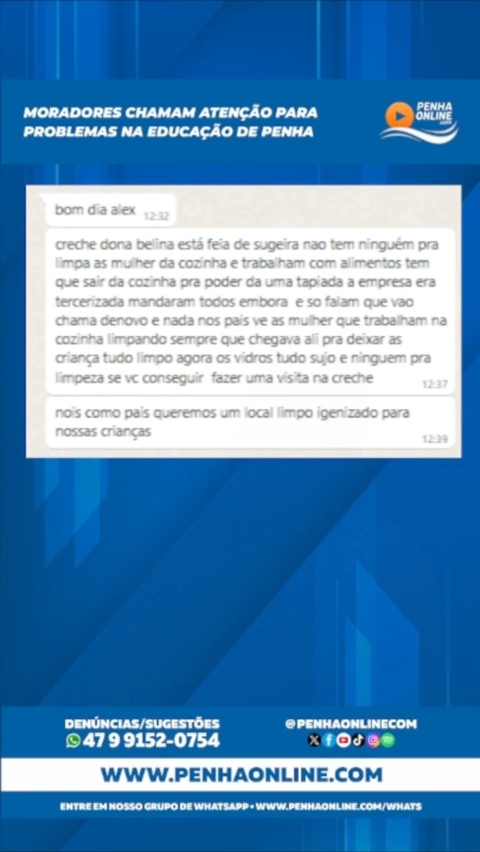 MORADORES CHAMAM ATENÇÃO PARA
PROBLEMAS NA EDUCAÇÃO DE PENHA
PENHA
ONLINE
.com
bom dia alex 12:32
creche dona belina está feia de sugeira nao tem ninguém pra
limpa as mulher da cozinha e trabalham com alimentos tem
que sair da cozinha pra poder da uma tapiada a empresa era
tercerizada mandaram todos embora e so falam que vao
chama denovo e nada nos pais ve as mulher que trabalham na
cozinha limpando sempre que chegava ali pra deixar as
criança tudo limpo agora os vidros tudo sujo e ninguem pra
limpeza se vc conseguir fazer uma visita na creche 12:37
nois como pais queremos um local limpo igenizado para
nossas crianças 12:39
DENÚNCIAS/SUGESTÕES
47 9 9152-0754
@PENHAONLINECOM
WWW.PENHAONLINE.COM
ENTRE EM NOSSO GRUPO DE WHATSAPP • WWW.PENHAONLINE.COM/WHATS